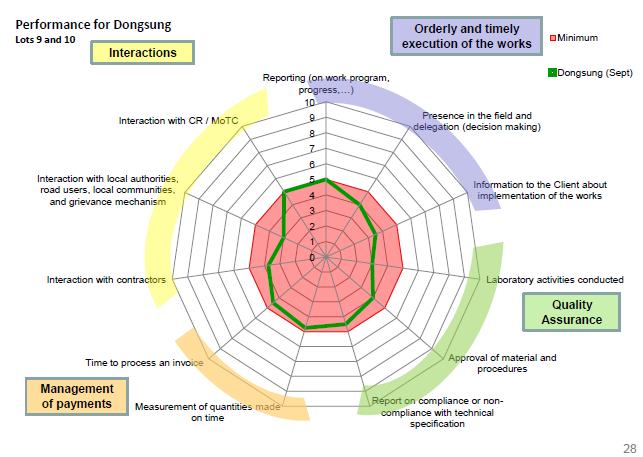 Performance for Dongsung
Lots 9 and 10
Interactions
Orderly and timely
execution of the works
Minimum
Dongsung (Sept)
Reporting (on work program,
progress,…)
Interaction with CR / MoTC
Presence in the field and
delegation (decision making)
Interaction with local authorities,
road users, local communities,
and grievance mechanism
Information to the Client about
implementation of the works
10
9
8
7
6
5
4
3
2
1
0
Interaction with contractors
Laboratory activities conducted
Quality
Assurance
Time to process an invoice
Approval of material and
procedures
Management
of payments
Measurement of quantities made
on time
Report on compliance or non-
compliance with technical
specification
28